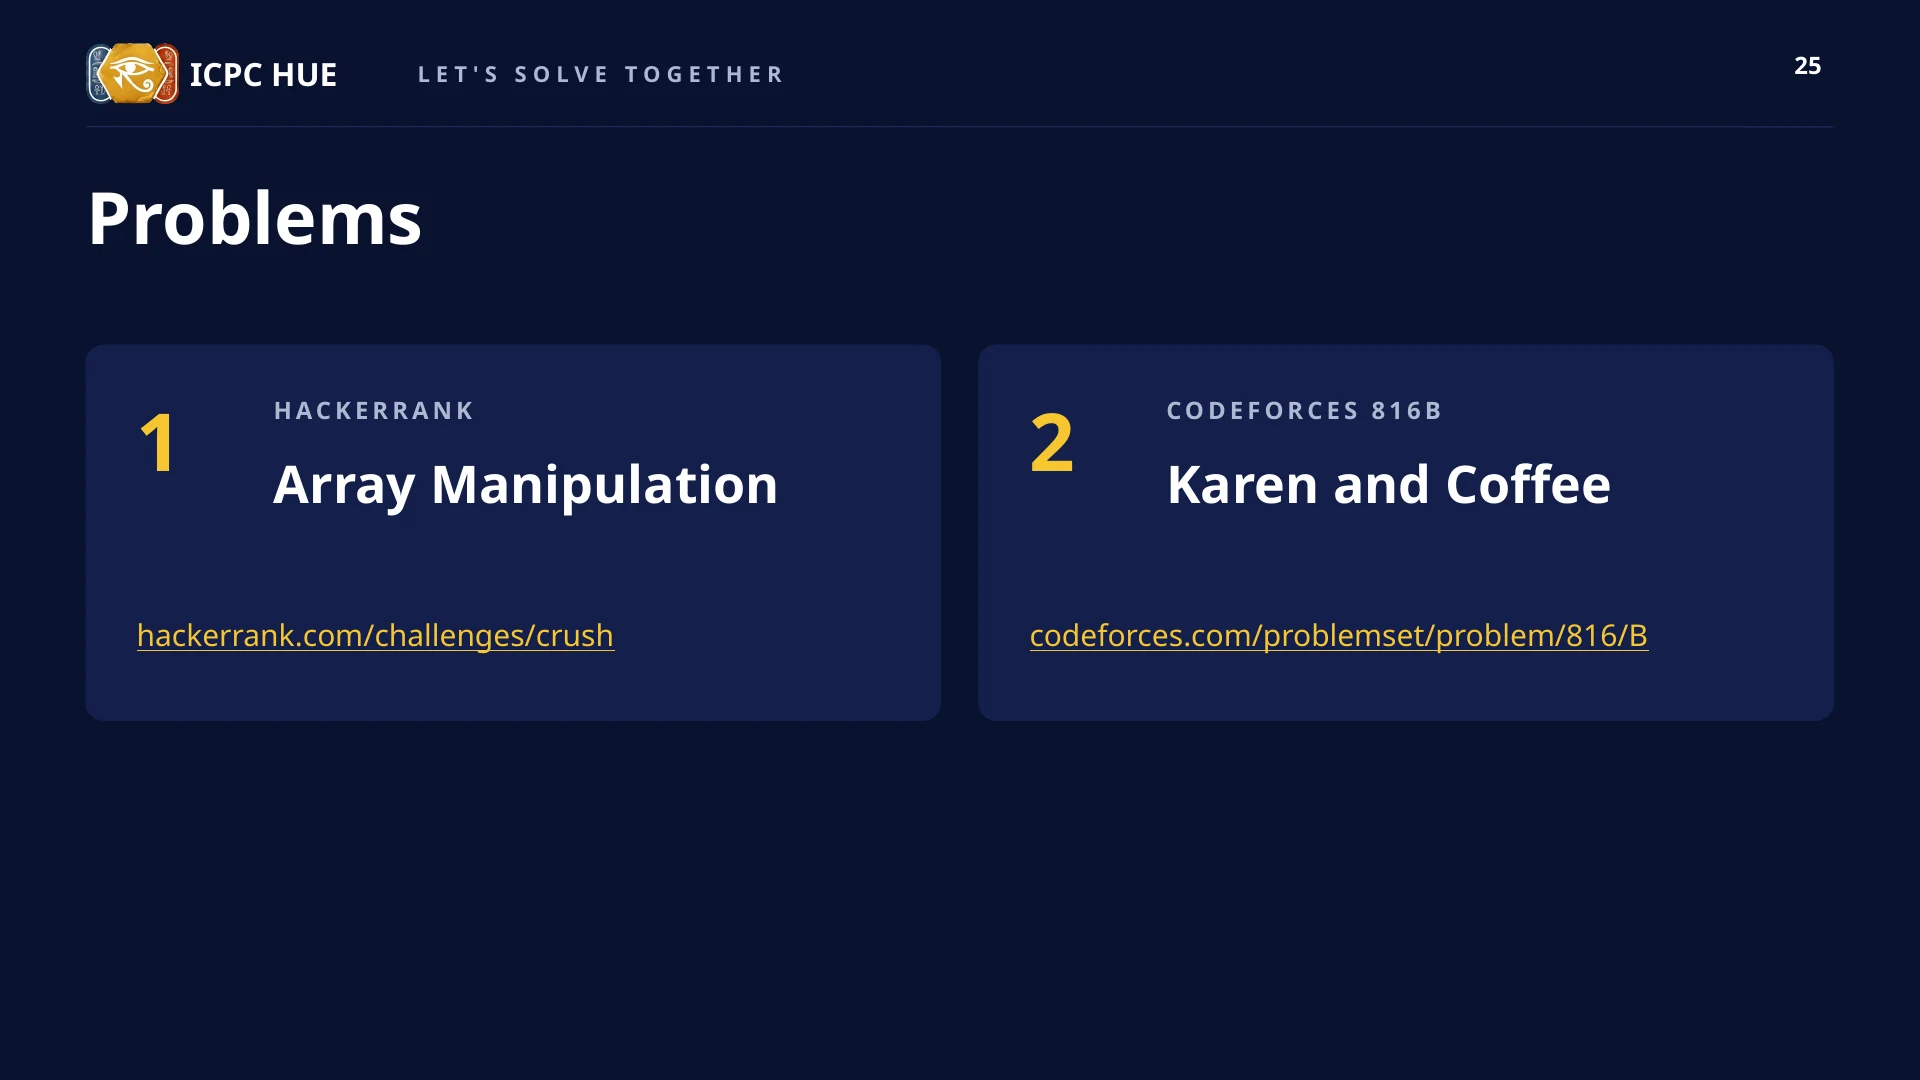 ICPC HUE
LET'S SOLVE TOGETHER
25
Problems
1
HACKERRANK
Array Manipulation
hackerrank.com/challenges/crush
2
CODEFORCES 816B
Karen and Coffee
codeforces.com/problemset/problem/816/B